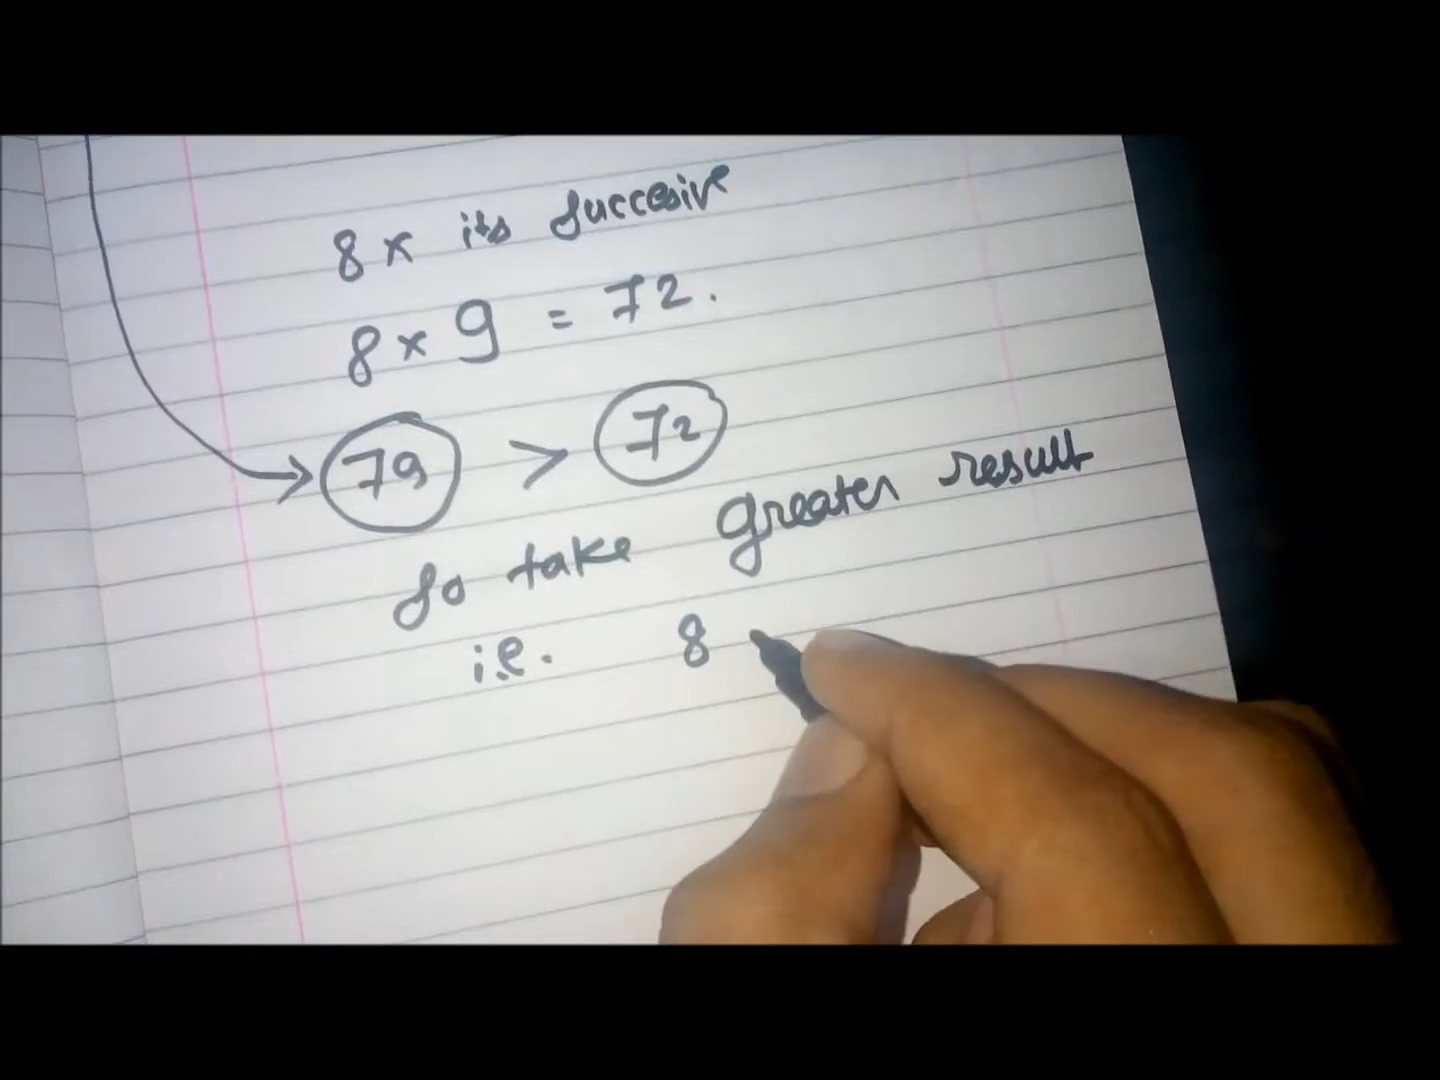 8 x its succesive
8 x 9 = 72.
79 > 72
So take greater result
i.e. 8